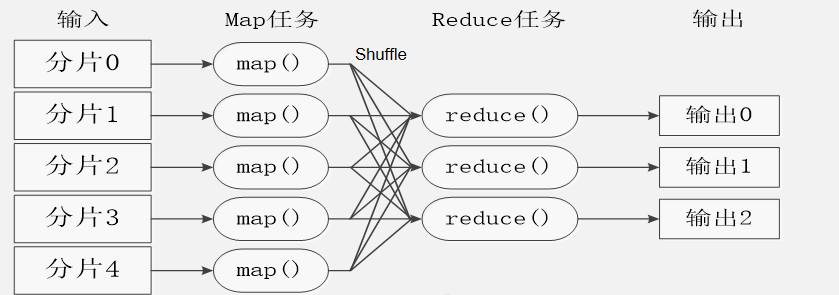 输入 Map任务 Reduce任务 输出
Shuffle
分片0 map()
分片1 map() reduce() 输出0
分片2 map() reduce() 输出1
分片3 map() reduce() 输出2
分片4 map()